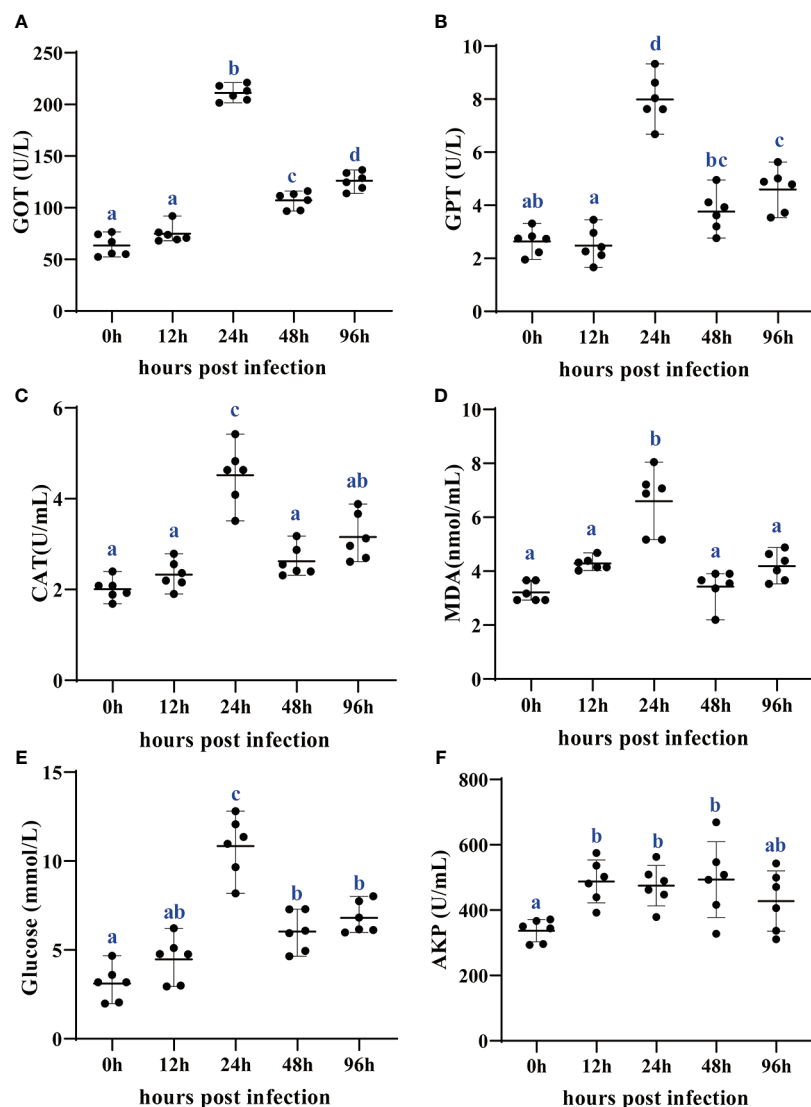 A
GOT (U/L)
250
200
150
100
50
0
a
a
b
c
d
0h
12h
24h
48h
96h
hours post infection
B
GPT (U/L)
10
8
6
4
2
0
ab
a
d
bc
c
0h
12h
24h
48h
96h
hours post infection
C
CAT(U/mL)
6
4
2
0
a
a
c
a
ab
0h
12h
24h
48h
96h
hours post infection
D
MDA(nmol/mL)
10
8
6
4
2
0
a
a
b
a
a
0h
12h
24h
48h
96h
hours post infection
E
Glucose (mmol/L)
15
10
5
0
a
ab
c
b
b
0h
12h
24h
48h
96h
hours post infection
F
AKP (U/mL)
800
600
400
200
0
a
b
b
b
ab
0h
12h
24h
48h
96h
hours post infection